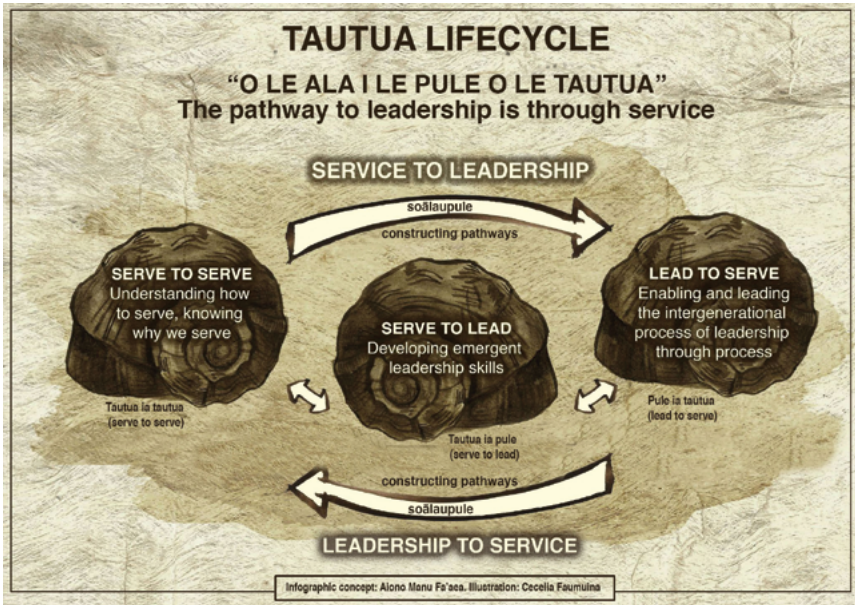 TAUTUA LIFECYCLE
“O LE ALA I LE PULE O LE TAUTUA”
The pathway to leadership is through service
SERVICE TO LEADERSHIP
soālaupule
constructing pathways
SERVE TO SERVE
Understanding how
to serve, knowing
why we serve
Tautua ia tautua
(serve to serve)
SERVE TO LEAD
Developing emergent
leadership skills
Tautua ia pule
(serve to lead)
LEAD TO SERVE
Enabling and leading
the intergenerational
process of leadership
through process
Pule ia tautua
(lead to serve)
constructing pathways
soālaupule
LEADERSHIP TO SERVICE
Infographic concept: Aiono Manu Fa'aea. Illustration: Cecelia Faumuina